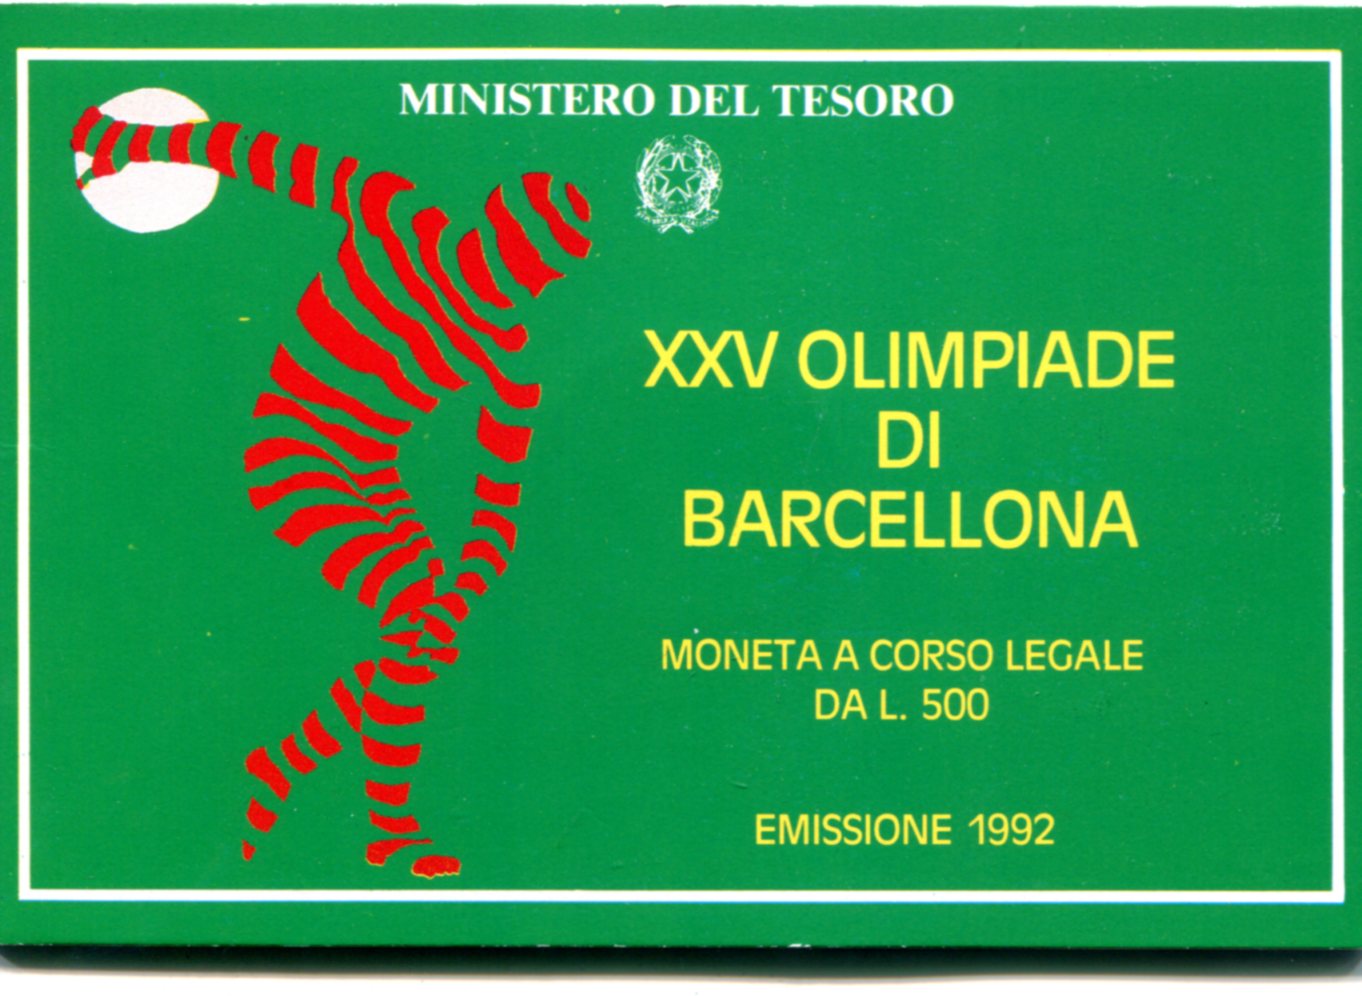 MINISTERO DEL TESORO
XXV OLIMPIADE
DI
BARCELLONA
MONETA A CORSO LEGALE
DA L. 500
EMISSIONE 1992